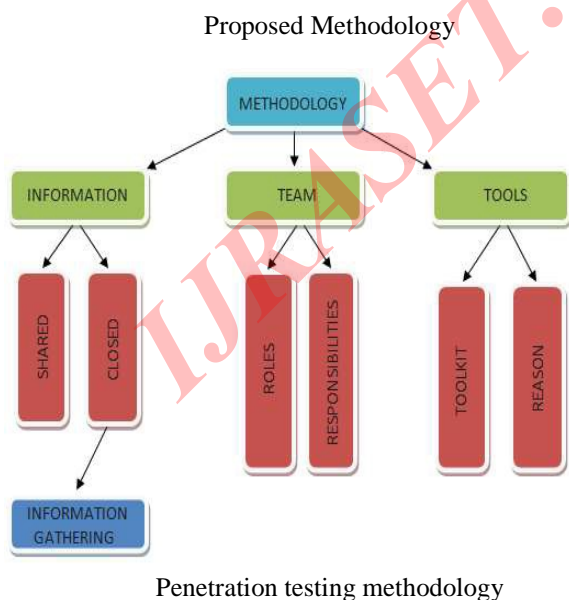 Proposed Methodology
METHODOLOGY
INFORMATION
TEAM
TOOLS
SHARED
CLOSED
ROLES
RESPONSIBILITIES
TOOLKIT
REASON
INFORMATION
GATHERING
Penetration testing methodology
IJRASET.